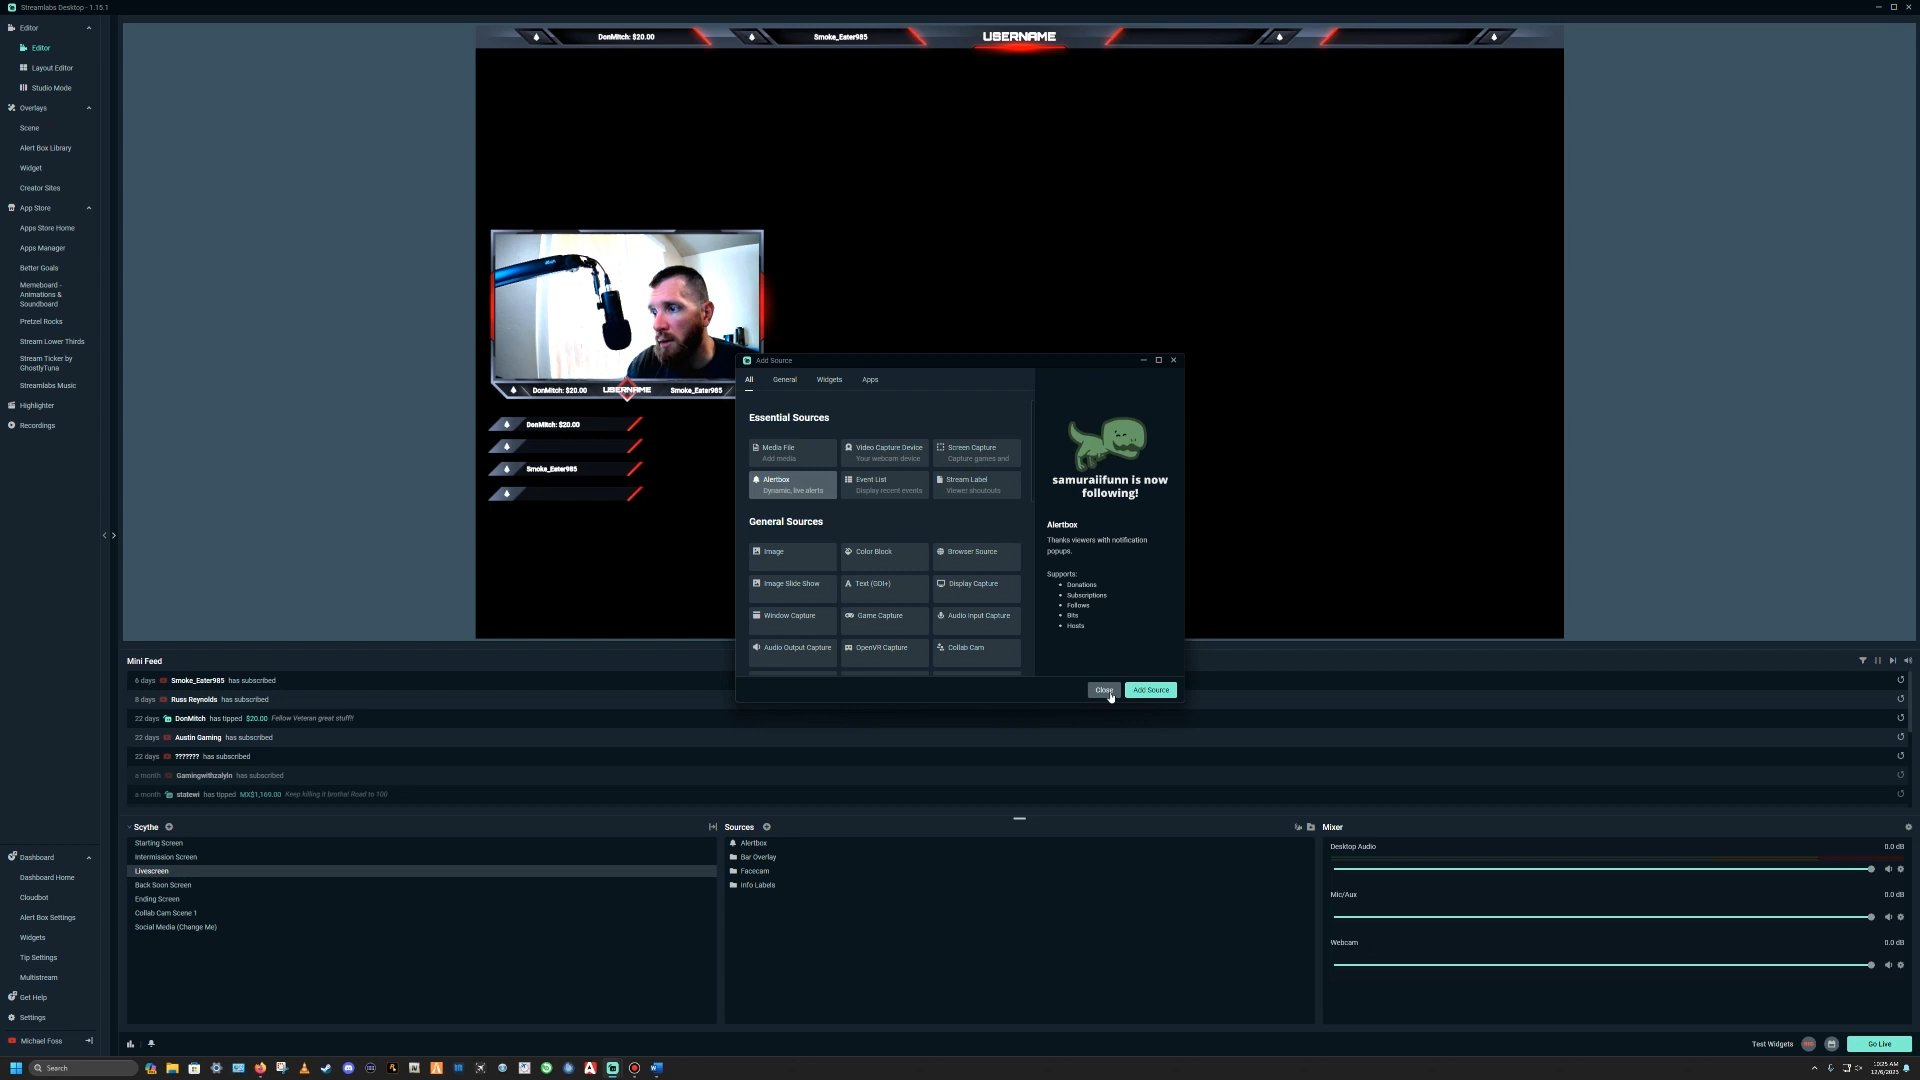 Streamlabs Desktop - 1.15.1
Editor
Editor
Layout Editor
Studio Mode
Overlays
Scene
Alert Box Library
Widget
Creator Sites
App Store
Apps Store Home
Apps Manager
Better Goals
Memeboard -
Animations &
Soundboard
Pretzel Rocks
Stream Lower Thirds
Stream Ticker by
GhostlyTuna
Streamlabs Music
Highlighter
Recordings
Dashboard
Dashboard Home
Cloudbot
Alert Box Settings
Widgets
Tip Settings
Multistream
Get Help
Settings
Michael Foss
DonMitch: $20.00
Smoke_Eater985
USERNAME
DonMitch: $20.00
USERNAME
Smoke_Eater985
DonMitch: $20.00
Smoke_Eater985
Add Source
All
General
Widgets
Apps
Essential Sources
Media File
Add media
Video Capture Device
Your webcam device
Screen Capture
Capture games and
Alertbox
Dynamic, live alerts
Event List
Display recent events
Stream Label
Viewer shoutouts
General Sources
Image
Color Block
Browser Source
Image Slide Show
Text (GDI+)
Display Capture
Window Capture
Game Capture
Audio Input Capture
Audio Output Capture
OpenVR Capture
Collab Cam
samuraiifunn is now
following!
Alertbox
Thanks viewers with notification
popups.
Supports:
Donations
Subscriptions
Follows
Bits
Hosts
Close
Add Source
Mini Feed
6 days Smoke_Eater985 has subscribed
8 days Russ Reynolds has subscribed
22 days DonMitch has tipped $20.00 Fellow Veteran great stuff!!
22 days Austin Gaming has subscribed
22 days ??????? has subscribed
a month Gamingwithzalyin has subscribed
a month statewi has tipped MX$1,169.00 Keep killing it brotha! Road to 100
Scythe
Starting Screen
Intermission Screen
Livescreen
Back Soon Screen
Ending Screen
Collab Cam Scene 1
Social Media (Change Me)
Sources
Alertbox
Bar Overlay
Facecam
Info Labels
Mixer
Desktop Audio 0.0 dB
Mic/Aux 0.0 dB
Webcam 0.0 dB
Test Widgets
REC
Go Live
Search
10:25 AM
12/6/2023